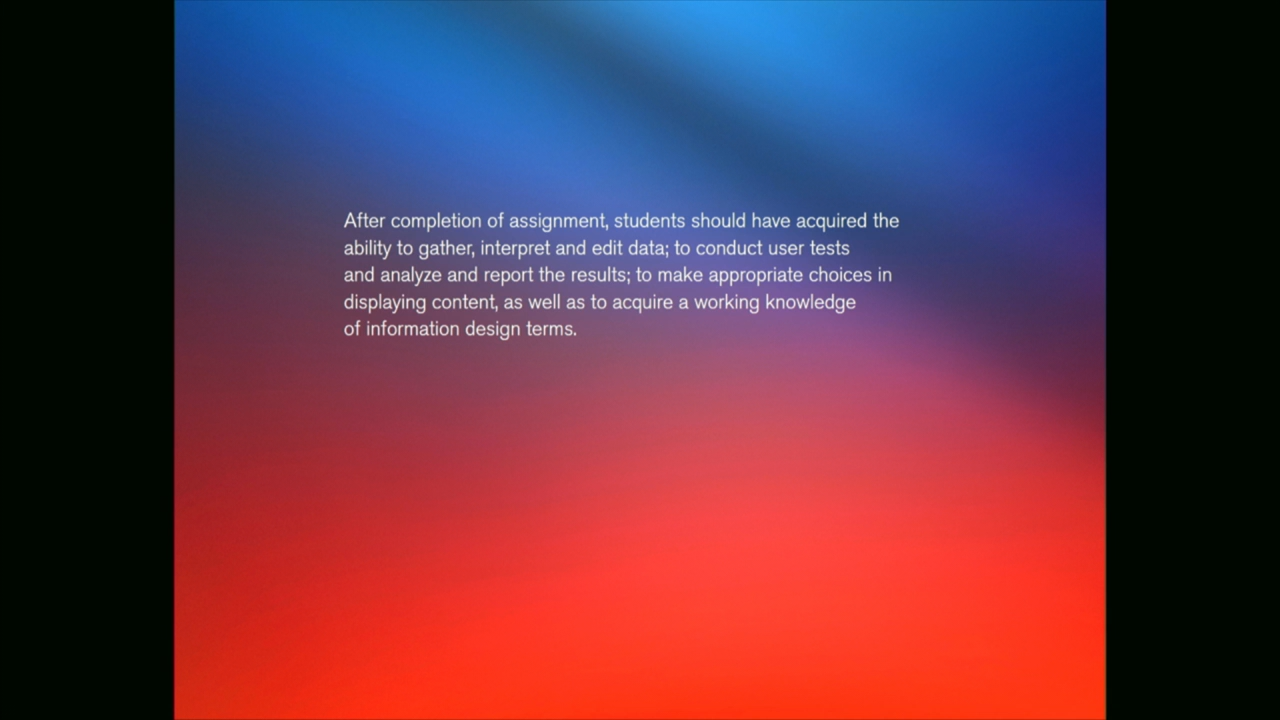 After completion of assignment, students should have acquired the
ability to gather, interpret and edit data; to conduct user tests
and analyze and report the results; to make appropriate choices in
displaying content, as well as to acquire a working knowledge
of information design terms.